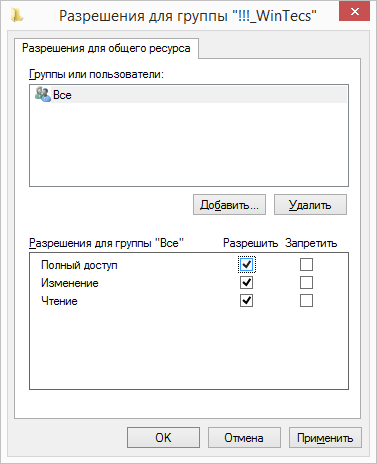 Разрешения для группы "!!!_WinTecs"
Разрешения для общего ресурса
Группы или пользователи:
Все
Добавить... Удалить
Разрешения для группы "Все" Разрешить Запретить
Полный доступ
Изменение
Чтение
OK Отмена Применить